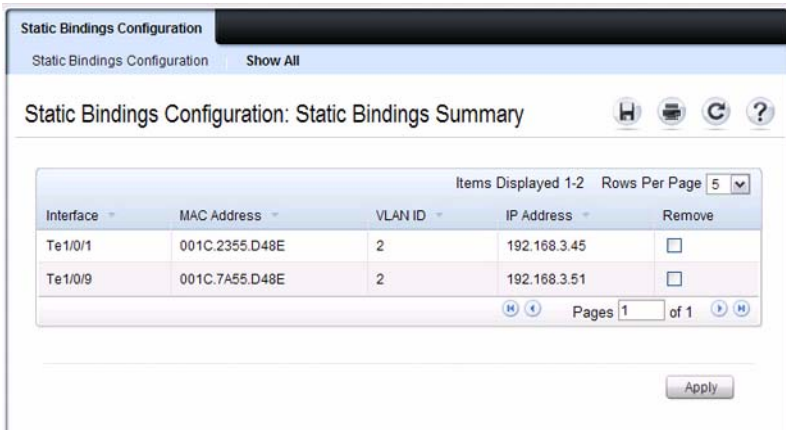 Static Bindings Configuration
Static Bindings Configuration Show All
Static Bindings Configuration: Static Bindings Summary
Items Displayed 1-2 Rows Per Page 5
Interface MAC Address VLAN ID IP Address Remove
Te1/0/1 001C.2355.D48E 2 192.168.3.45
Te1/0/9 001C.7A55.D48E 2 192.168.3.51
Pages 1 of 1
Apply